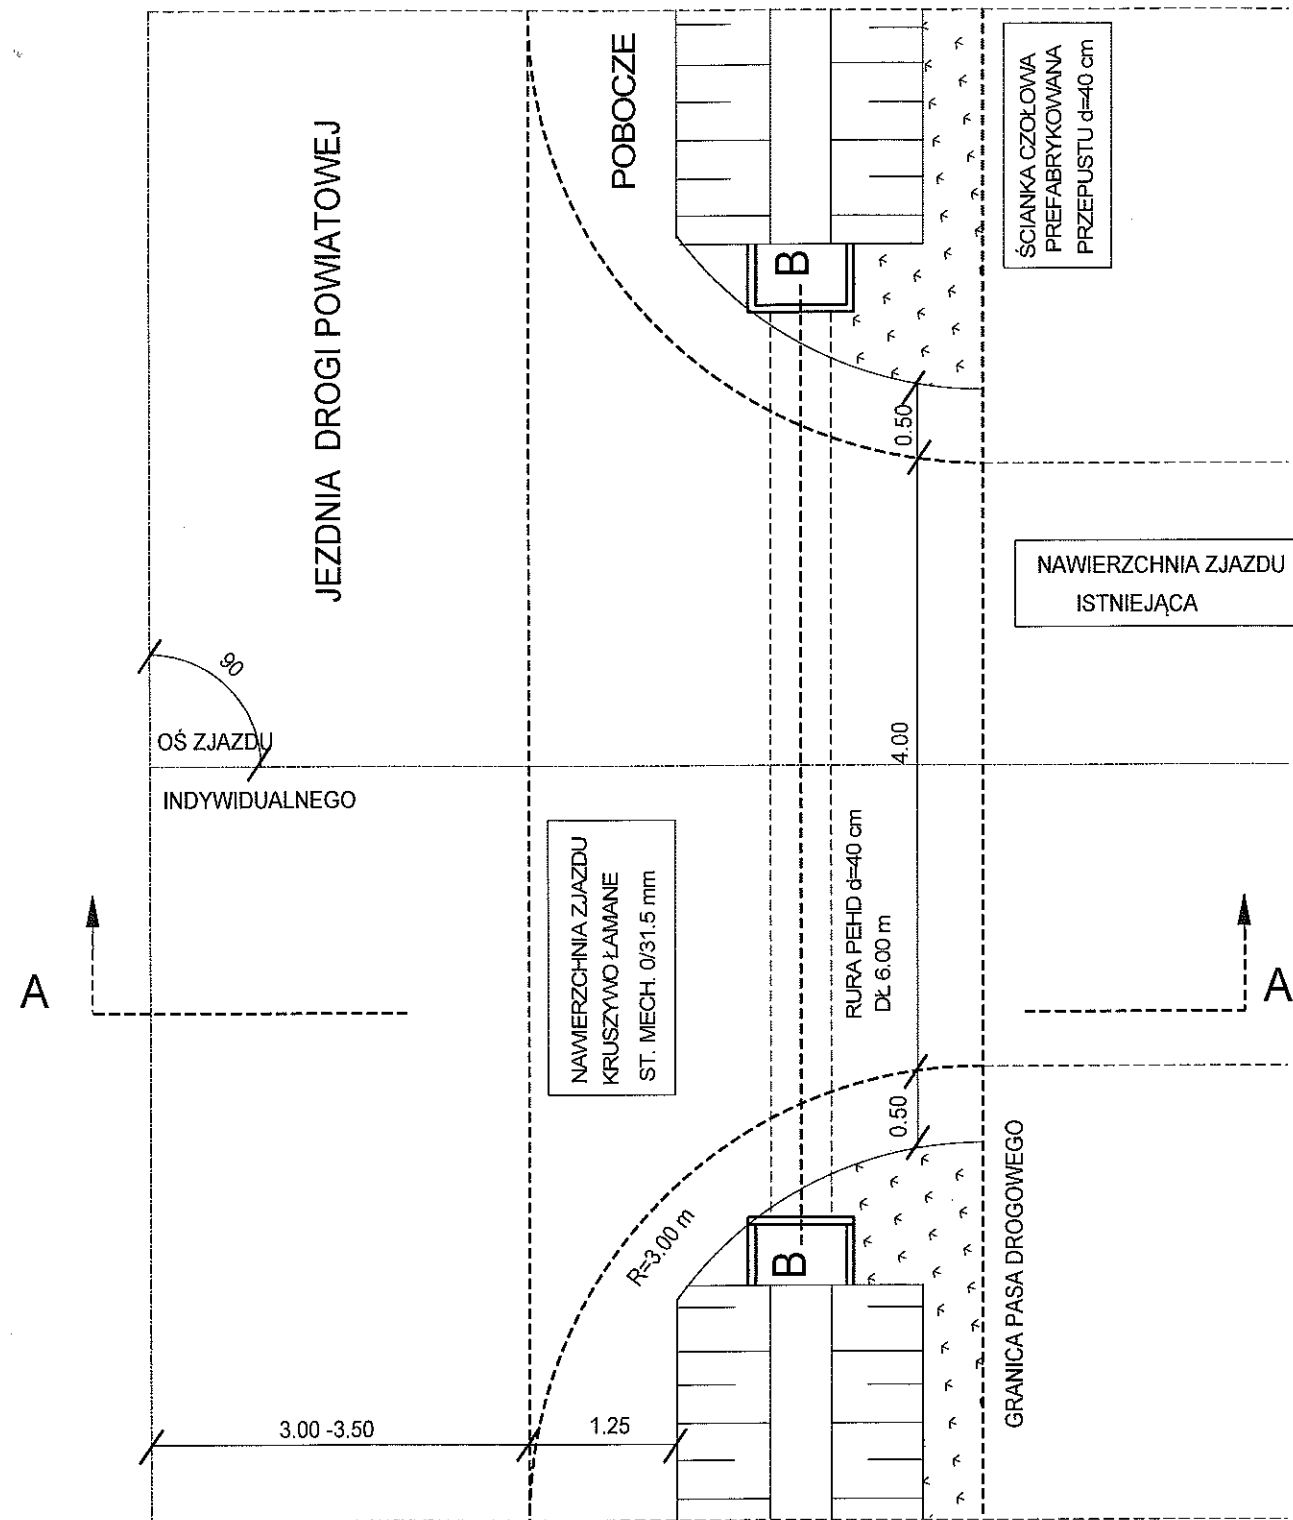 JEZDNIA DROGI POWIATOWEJ
POBOCZE
ŚCIANKA CZOŁOWA
PREFABRYKOWANA
PRZEPUSTU d=40 cm
B
0.50
NAWIERZCHNIA ZJAZDU
ISTNIEJĄCA
90
OŚ ZJAZDU
INDYWIDUALNEGO
4.00
NAWIERZCHNIA ZJAZDU
KRUSZYWO ŁAMANE
ST. MECH. 0/31.5 mm
RURA PEHD d=40 cm
DŁ 6.00 m
A
A
0.50
R=3.00 m
B
GRANICA PASA DROGOWEGO
3.00 -3.50
1.25